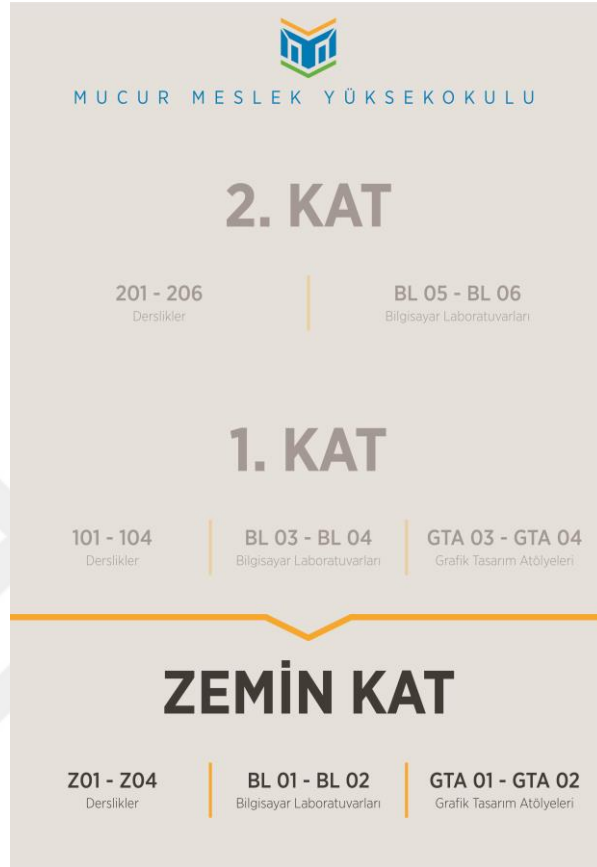 MUCUR MESLEK YÜKSEKOKULU
2. KAT
201 - 206
Derslikler
BL 05 - BL 06
Bilgisayar Laboratuvarları
1. KAT
101 - 104
Derslikler
BL 03 - BL 04
Bilgisayar Laboratuvarları
GTA 03 - GTA 04
Grafik Tasarım Atölyeleri
ZEMİN KAT
Z01 - Z04
Derslikler
BL 01 - BL 02
Bilgisayar Laboratuvarları
GTA 01 - GTA 02
Grafik Tasarım Atölyeleri